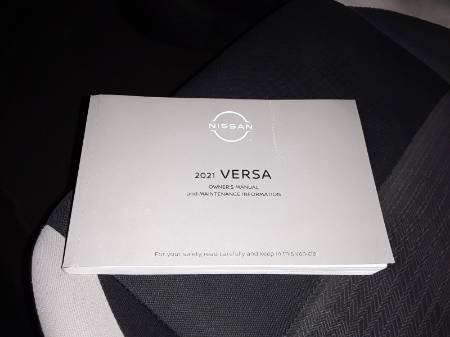 NISSAN
2021 VERSA
OWNER'S MANUAL
and MAINTENANCE INFORMATION
For your safety, read carefully and keep in this vehicle